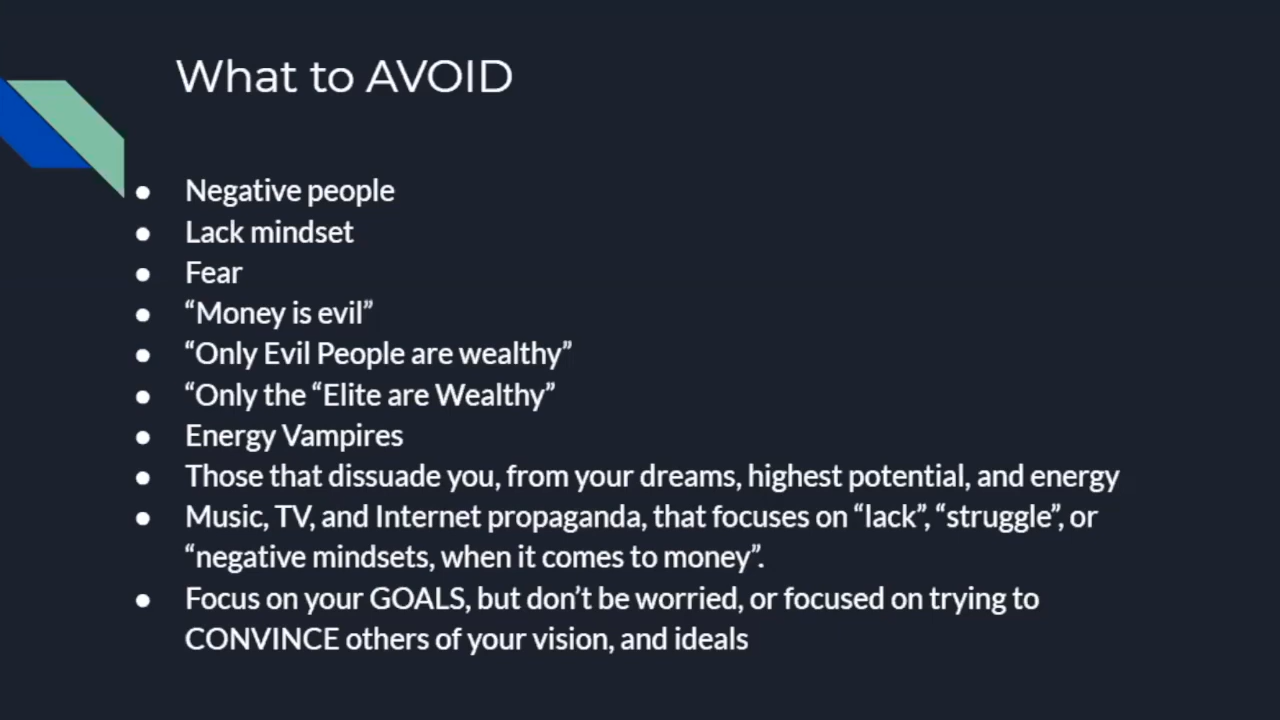 What to AVOID
● Negative people
● Lack mindset
● Fear
● “Money is evil”
● “Only Evil People are wealthy”
● “Only the “Elite are Wealthy”
● Energy Vampires
● Those that dissuade you, from your dreams, highest potential, and energy
● Music, TV, and Internet propaganda, that focuses on “lack”, “struggle”, or
“negative mindsets, when it comes to money”.
● Focus on your GOALS, but don’t be worried, or focused on trying to
CONVINCE others of your vision, and ideals